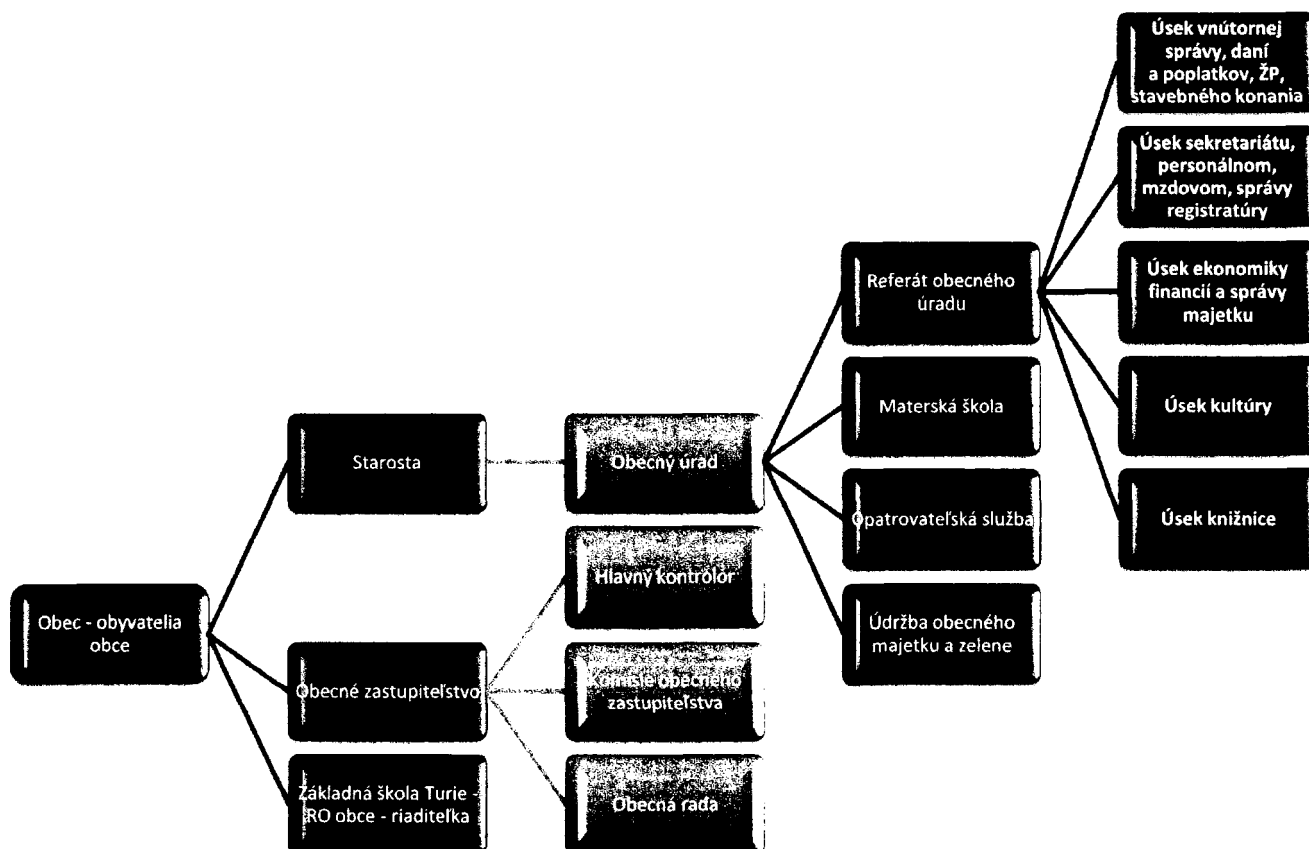 Obec - obyvatelia
obce
Starosta
Obecné zastupiteľstvo
Základná škola Turie -
RO obce - riaditeľka
Obecný úrad
Hlavný kontrolór
Komisie obecného
zastupiteľstva
Obecná rada
Referát obecného
úradu
Materská škola
Opatrovateľská služba
Údržba obecného
majetku a zelene
Úsek vnútornej
správy, daní
a poplatkov, ŽP,
stavebného konania
Úsek sekretariátu,
personálnom,
mzdovom, správy
registratúry
Úsek ekonomiky
financií a správy
majetku
Úsek kultúry
Úsek knižnice